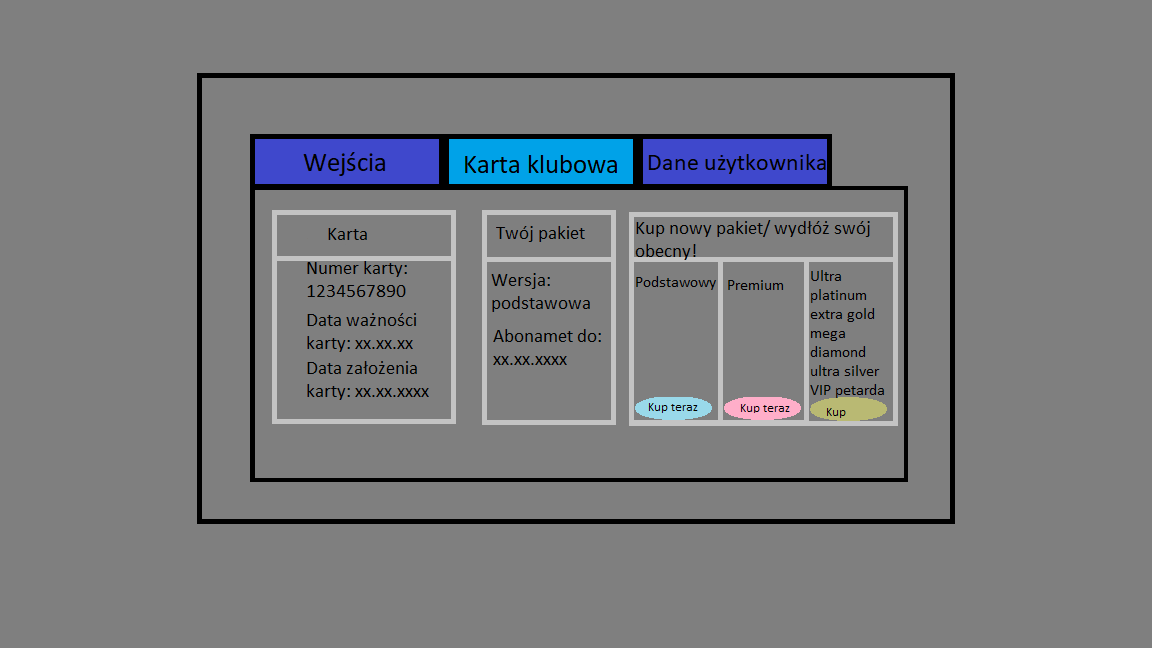 Wejścia
Karta klubowa
Dane użytkownika
Karta
Numer karty:
1234567890
Data ważności
karty: xx.xx.xx
Data założenia
karty: xx.xx.xxxx
Twój pakiet
Wersja:
podstawowa
Abonamet do:
xx.xx.xxxx
Kup nowy pakiet/ wydłóż swój
obecny!
Podstawowy
Kup teraz
Premium
Kup teraz
Ultra
platinum
extra gold
mega
diamond
ultra silver
VIP petarda
Kup